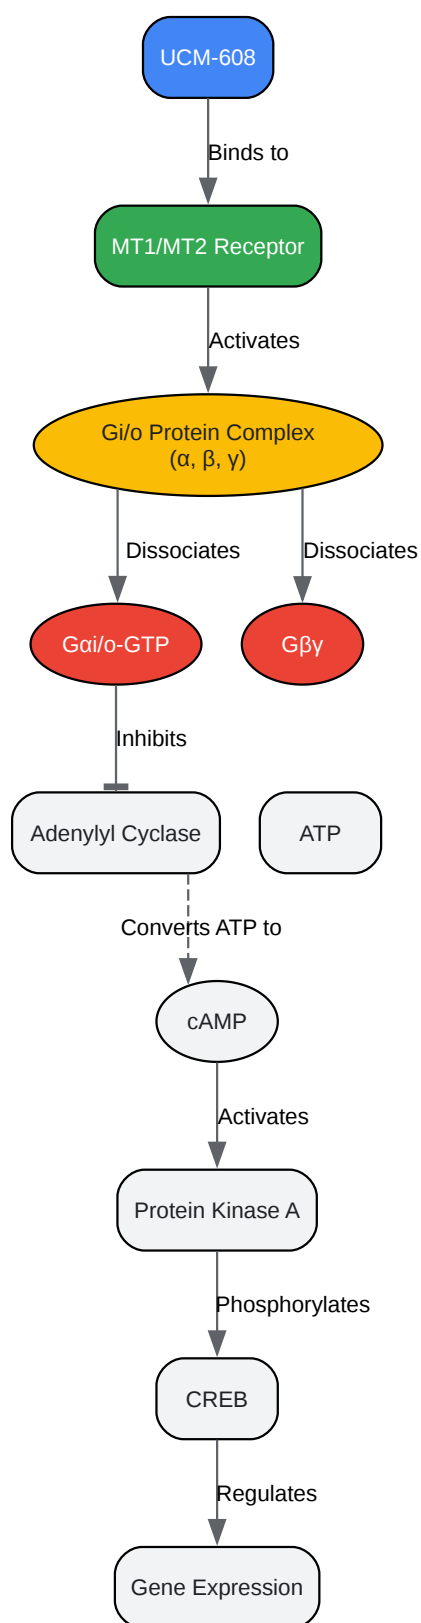 UCM-608
Binds to
MT1/MT2 Receptor
Activates
Gi/o Protein Complex
(α, β, γ)
Dissociates
Dissociates
Gαi/o-GTP
Gβγ
Inhibits
Adenylyl Cyclase
ATP
Converts ATP to
cAMP
Activates
Protein Kinase A
Phosphorylates
CREB
Regulates
Gene Expression